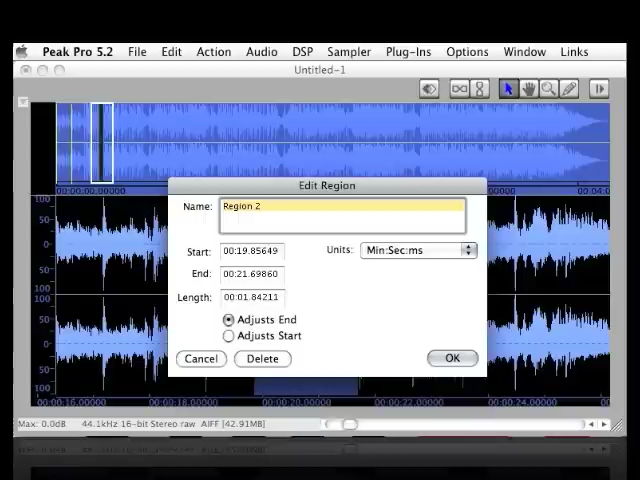 Peak Pro 5.2 File Edit Action Audio DSP Sampler Plug-Ins Options Window Links
Untitled-1
00:00:00.00000 00:00 00:04:0
Edit Region
Name: Region 2
Start: 00:19.85649 Units: Min:Sec:ms
End: 00:21.69860
Length: 00:01.84211
Adjusts End
Adjusts Start
Cancel Delete OK
100
50
0
50
100
50
0
50
100
00:00:16.00000 00:00:18.00000 00:00:20.00000 00:00:22.00000 00:00:24.00000 00
Max: 0.0dB 44.1kHz 16-bit Stereo raw AIFF [42.91MB]